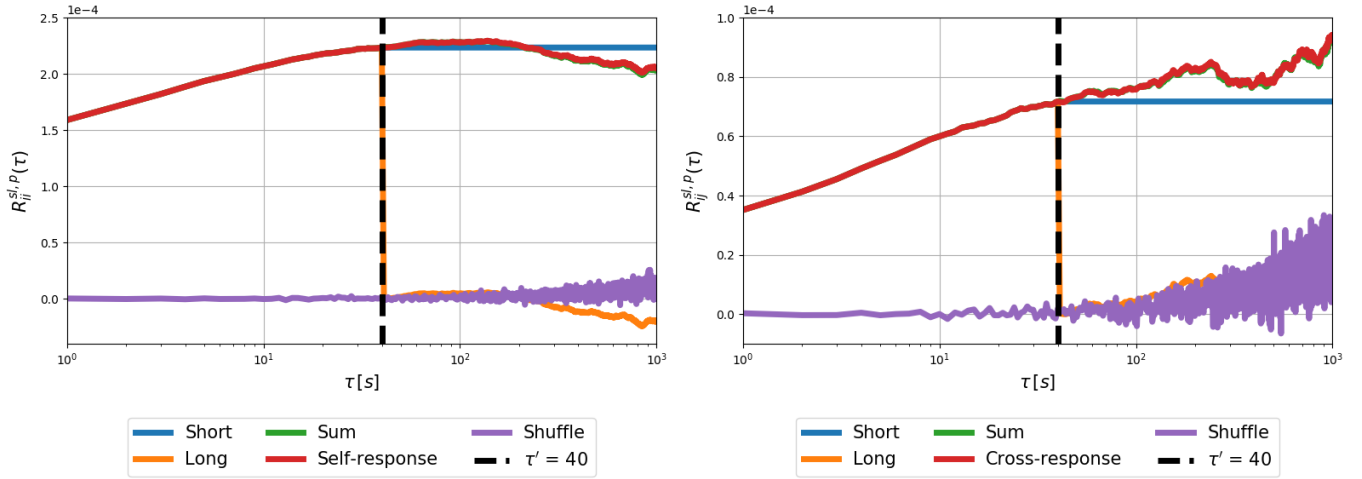 1e−4
2.5
2.0
1.5
1.0
0.5
0.0
R_{ii}^{sl, p}(τ)
10^0 10^1 10^2 10^3
τ [s]
Short Sum Shuffle
Long Self-response τ′ = 40
1e−4
1.0
0.8
0.6
0.4
0.2
0.0
R_{ij}^{sl, p}(τ)
10^0 10^1 10^2 10^3
τ [s]
Short Sum Shuffle
Long Cross-response τ′ = 40